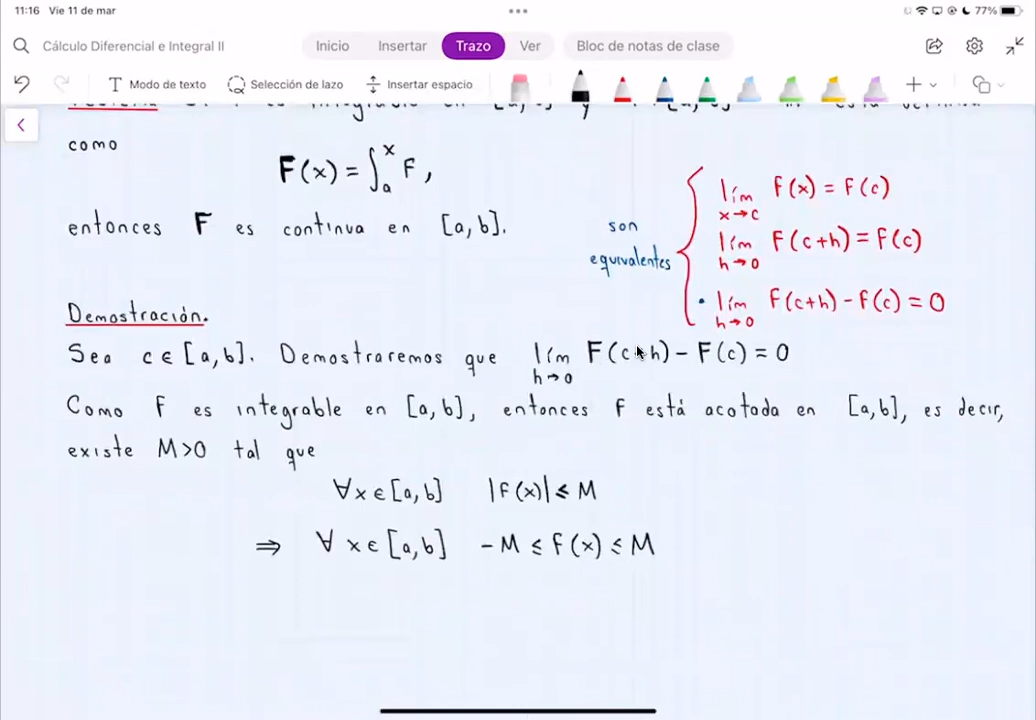 11:16 Vie 11 de mar
77%
Cálculo Diferencial e Integral II
Inicio Insertar Trazo Ver Bloc de notas de clase
Modo de texto Selección de lazo Insertar espacio
como
F(x) = ∫ₐˣ f,
entonces F es continua en [a,b].
son equivalentes
lím x→c F(x) = F(c)
lím h→0 F(c+h) = F(c)
• lím h→0 F(c+h) - F(c) = 0
Demostración.
Sea c ∈ [a,b]. Demostraremos que lím h→0 F(c+h) - F(c) = 0
Como f es integrable en [a,b], entonces f está acotada en [a,b], es decir,
existe M>0 tal que
∀x ∈ [a,b] |f(x)| ≤ M
⇒ ∀ x ∈ [a,b] -M ≤ f(x) ≤ M